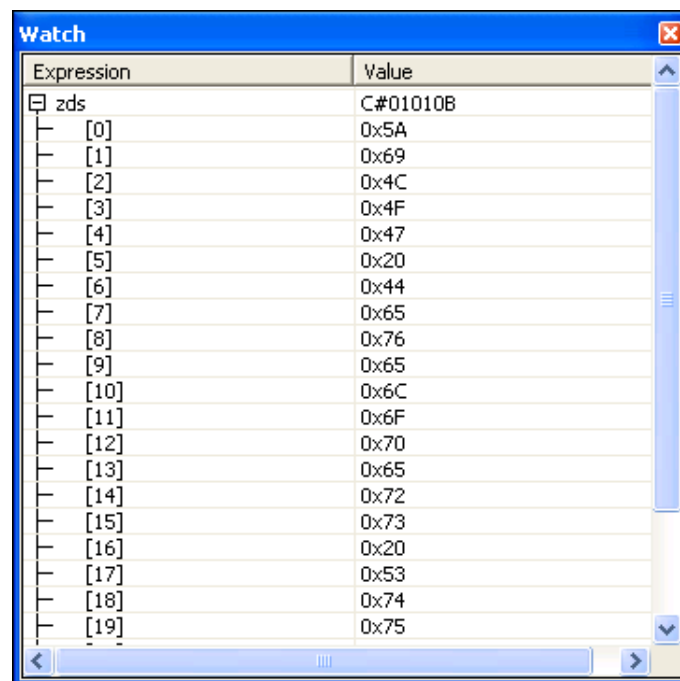 Watch
Expression Value
zds C#01010B
[0] 0x5A
[1] 0x69
[2] 0x4C
[3] 0x4F
[4] 0x47
[5] 0x20
[6] 0x44
[7] 0x65
[8] 0x76
[9] 0x65
[10] 0x6C
[11] 0x6F
[12] 0x70
[13] 0x65
[14] 0x72
[15] 0x73
[16] 0x20
[17] 0x53
[18] 0x74
[19] 0x75